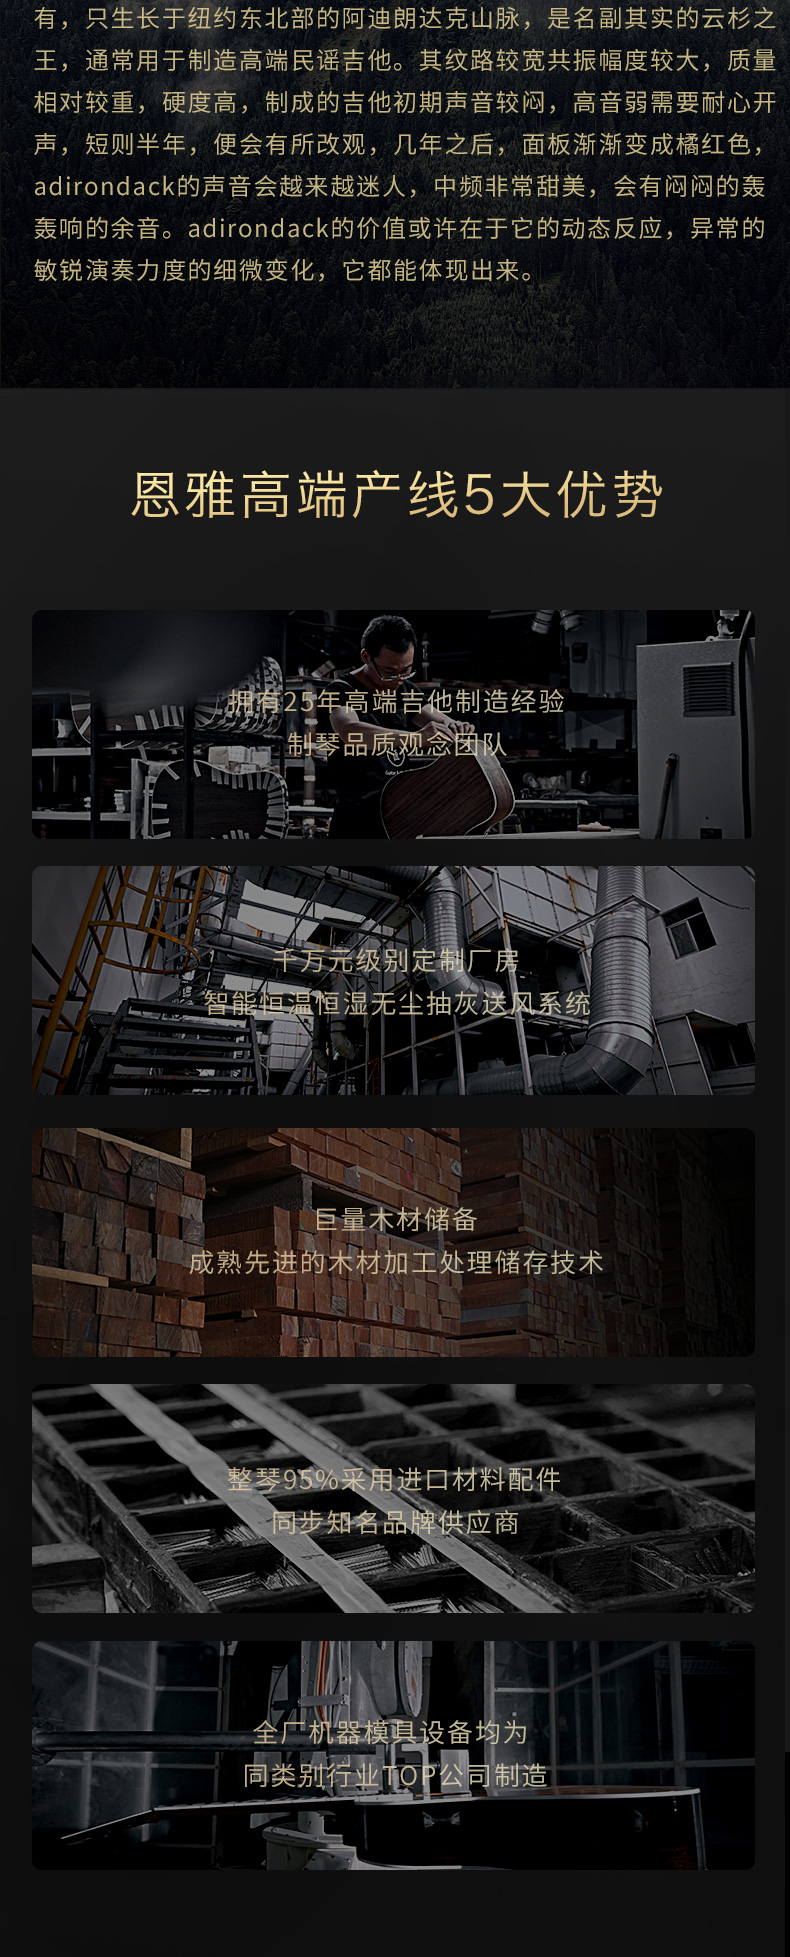 有，只生长于纽约东北部的阿迪朗达克山脉，是名副其实的云杉之
王，通常用于制造高端民谣吉他。其纹路较宽共振幅度较大，质量
相对较重，硬度高，制成的吉他初期声音较闷，高音弱需要耐心开
声，短则半年，便会有所改观，几年之后，面板渐渐变成橘红色，
adirondack的声音会越来越迷人，中频非常甜美，会有闷闷的轰
轰响的余音。adirondack的价值或许在于它的动态反应，异常的
敏锐演奏力度的细微变化，它都能体现出来。
恩雅高端产线5大优势
拥有25年高端吉他制造经验
制琴品质观念团队
千万元级别定制厂房
智能恒温恒湿无尘抽灰送风系统
巨量木材储备
成熟先进的木材加工处理储存技术
整琴95%采用进口材料配件
同步知名品牌供应商
全厂机器模具设备均为
同类别行业TOP公司制造